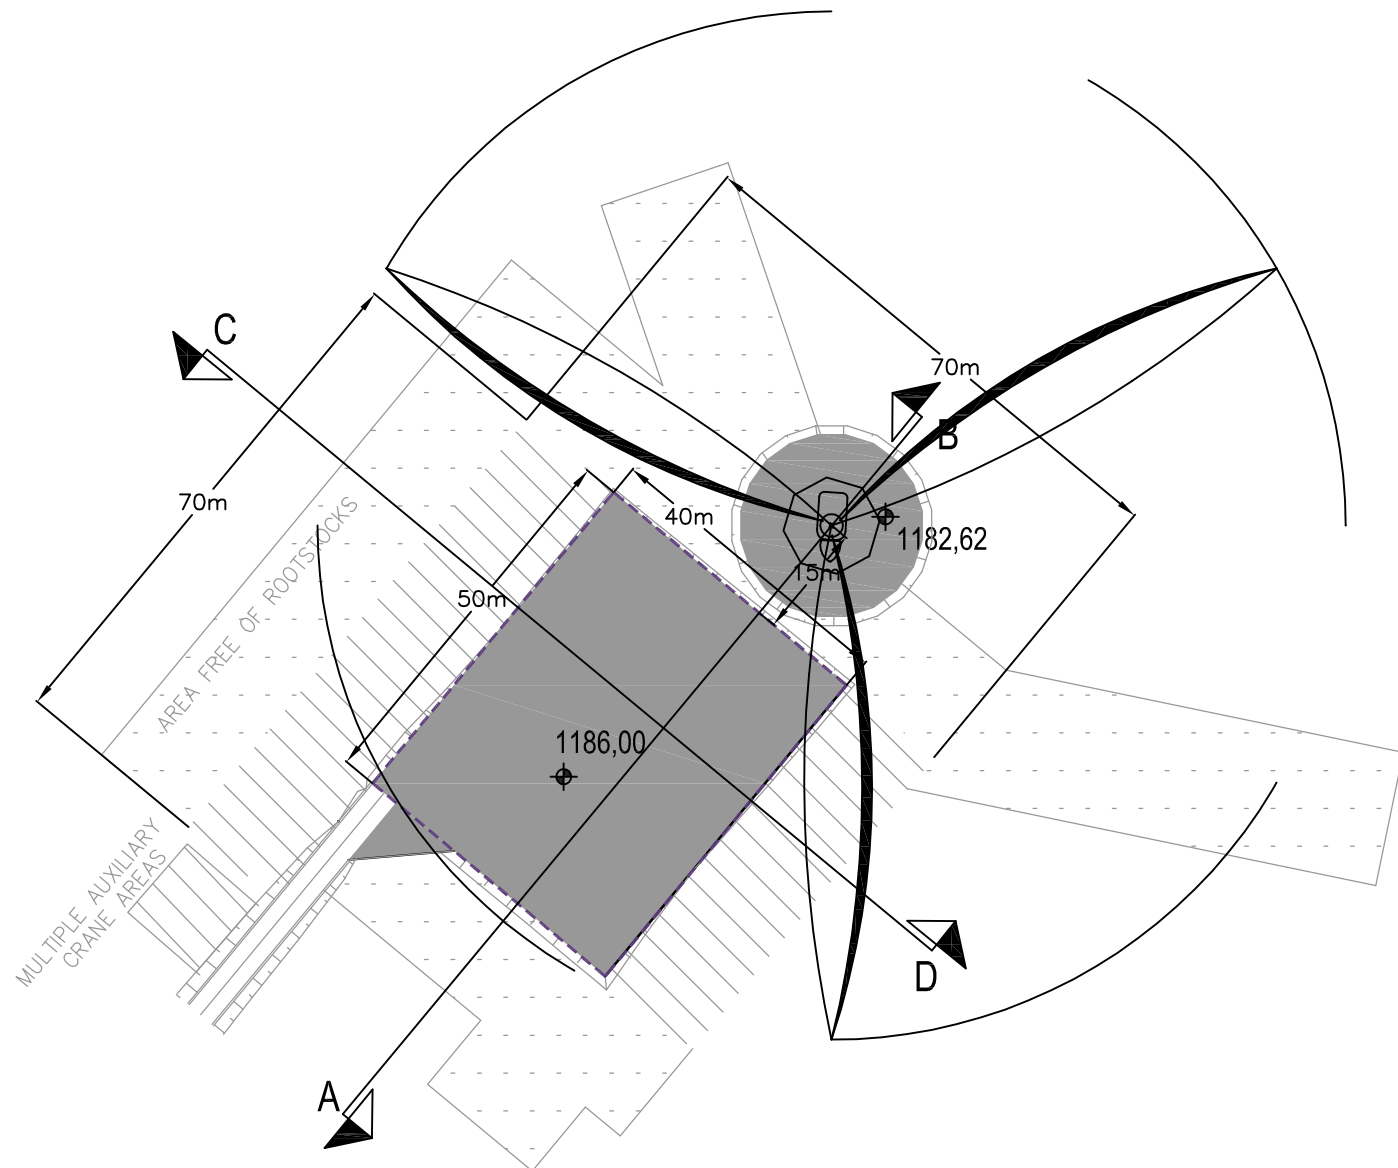 C
70m
B
70m
40m
1182,62
15m
50m
AREA FREE OF ROOTSTOCKS
1186,00
MULTIPLE AUXILIARY
CRANE AREAS
D
A